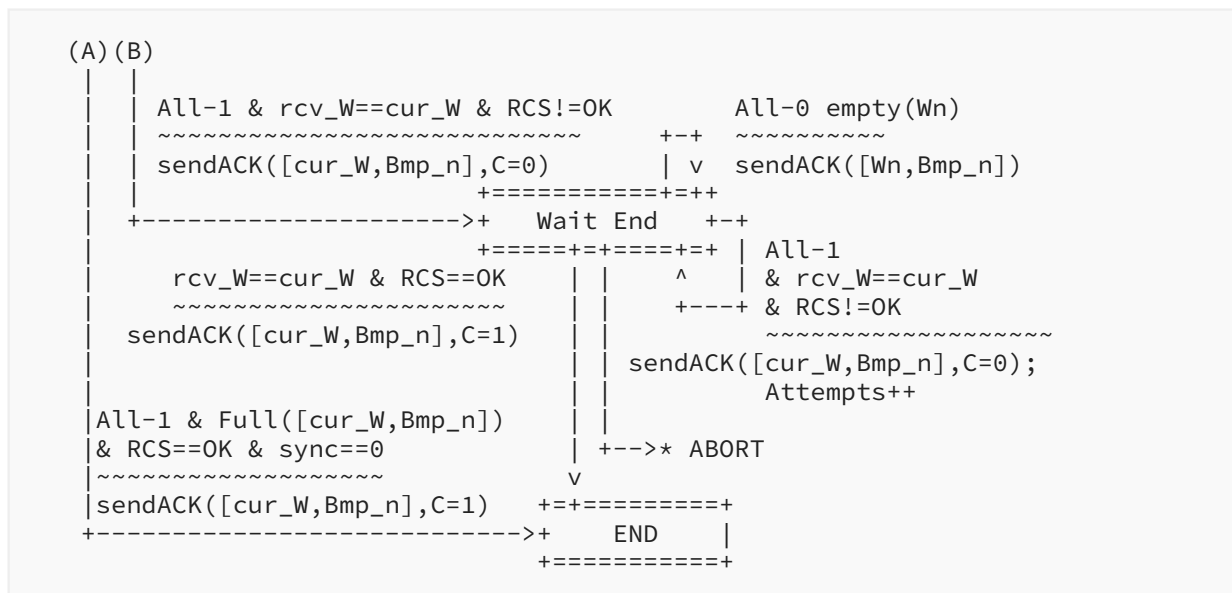 (A)(B)
 |  |
 |  | All-1 & rcv_W==cur_W & RCS!=OK        All-0 empty(Wn)
 |  | ~~~~~~~~~~~~~~~~~~~~~~~~~~~~     +-+  ~~~~~~~~~~
 |  | sendACK([cur_W,Bmp_n],C=0)       | v  sendACK([Wn,Bmp_n])
 |  |                      +===========+=++
 |  +--------------------->+   Wait End   +-+
 |                         +=====+=+====+=+ | All-1
 |     rcv_W==cur_W & RCS==OK    | |    ^   | & rcv_W==cur_W
 |     ~~~~~~~~~~~~~~~~~~~~~~    | |    +---+ & RCS!=OK
 |  sendACK([cur_W,Bmp_n],C=1)   | |          ~~~~~~~~~~~~~~~~~~~
 |                               | | sendACK([cur_W,Bmp_n],C=0);
 |                               | |          Attempts++
 |All-1 & Full([cur_W,Bmp_n])    | |
 |& RCS==OK & sync==0            | +-->* ABORT
 |~~~~~~~~~~~~~~~~~~~            v
 |sendACK([cur_W,Bmp_n],C=1)   +=+=========+
 +---------------------------->+    END    |
                               +===========+